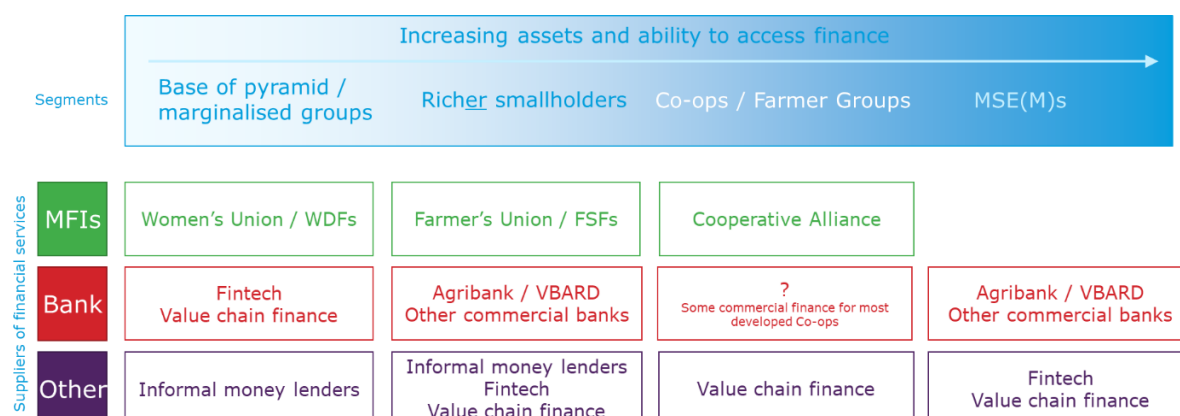 Increasing assets and ability to access finance
Segments
Base of pyramid /
marginalised groups
Richer smallholders
Co-ops / Farmer Groups
MSE(M)s
Suppliers of financial services
MFIs
Women's Union / WDFs
Farmer's Union / FSFs
Cooperative Alliance
Bank
Fintech
Value chain finance
Agribank / VBARD
Other commercial banks
?
Some commercial finance for most
developed Co-ops
Agribank / VBARD
Other commercial banks
Other
Informal money lenders
Informal money lenders
Fintech
Value chain finance
Value chain finance
Fintech
Value chain finance